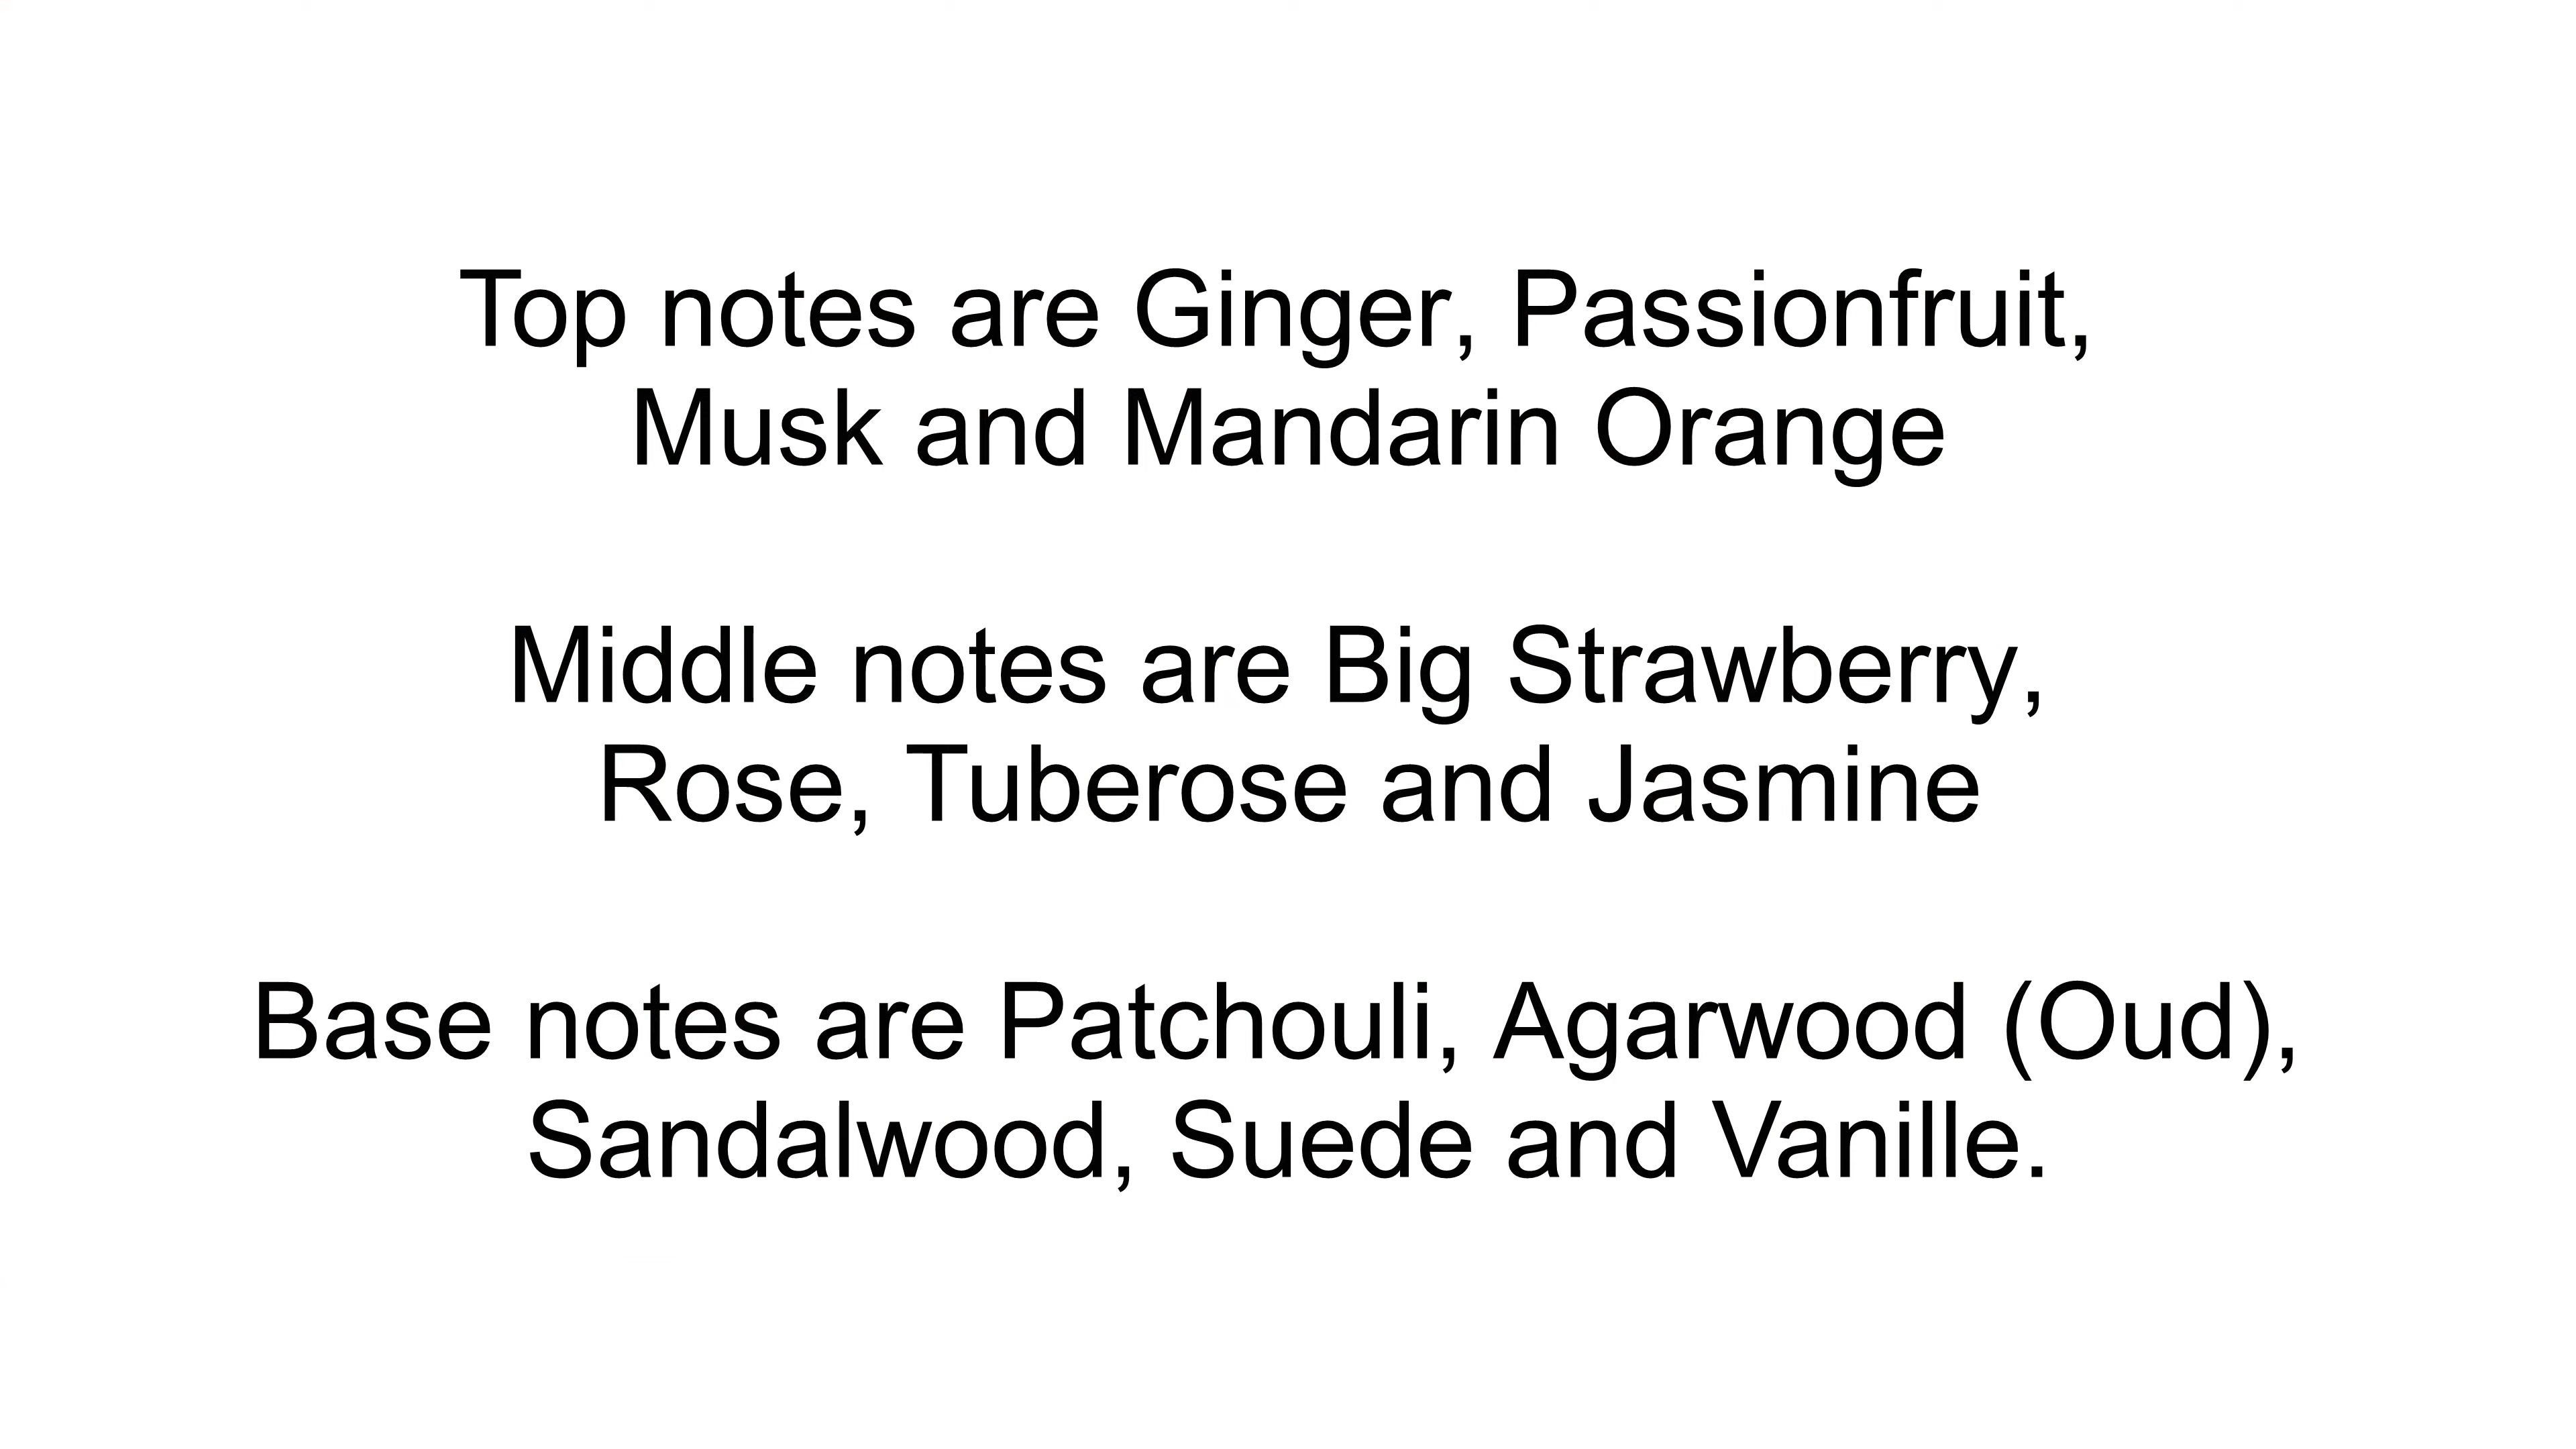 Top notes are Ginger, Passionfruit,
Musk and Mandarin Orange
Middle notes are Big Strawberry,
Rose, Tuberose and Jasmine
Base notes are Patchouli, Agarwood (Oud),
Sandalwood, Suede and Vanille.